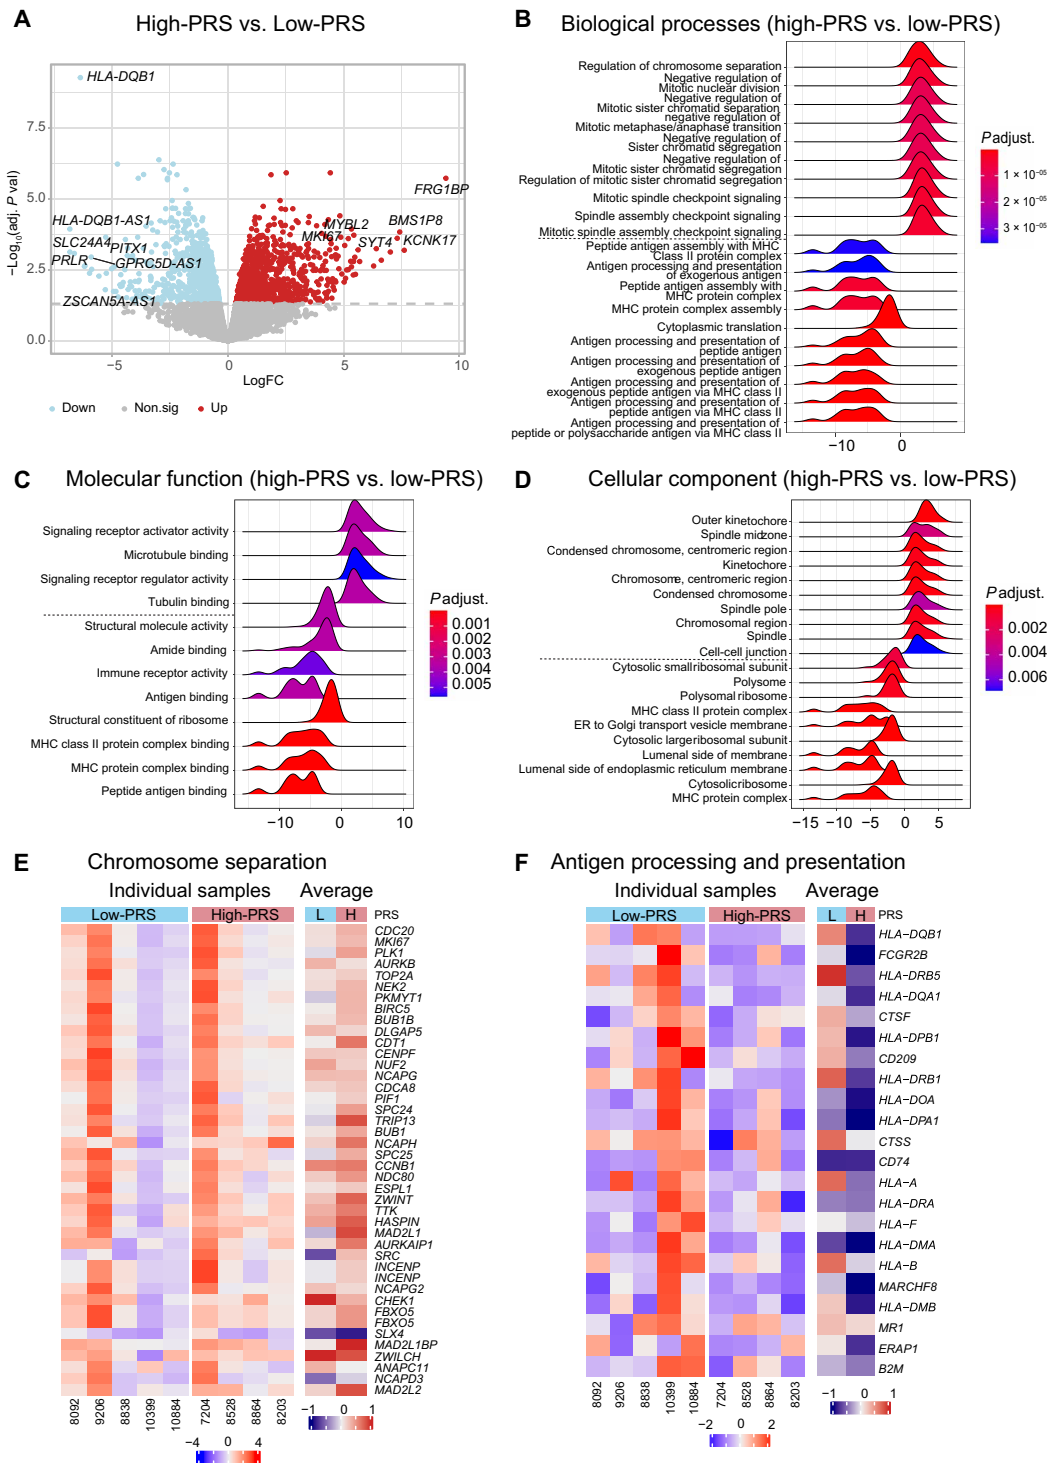 A
High-PRS vs. Low-PRS
−Log10(adj. P val)
7.5
5.0
2.5
0.0
HLA-DQB1
FRG1BP
HLA-DQB1-AS1
MYBL2
BMS1P8
MKI67
SLC24A4
PITX1
SYT4
KCNK17
PRLR
GPRC5D-AS1
ZSCAN5A-AS1
−5
0
5
10
LogFC
Down
Non.sig
Up
B
Biological processes (high-PRS vs. low-PRS)
Regulation of chromosome separation
Negative regulation of
Mitotic nuclear division
Negative regulation of
Mitotic sister chromatid separation
negative regulation of
Mitotic metaphase/anaphase transition
Negative regulation of
Sister chromatid segregation
Negative regulation of
Mitotic sister chromatid segregation
Regulation of mitotic sister chromatid segregation
Mitotic spindle checkpoint signaling
Spindle assembly checkpoint signaling
Mitotic spindle assembly checkpoint signaling
Peptide antigen assembly with MHC
Class II protein complex
Antigen processing and presentation
of exogenous antigen
Peptide antigen assembly with
MHC protein complex
MHC protein complex assembly
Cytoplasmic translation
Antigen processing and presentation of
peptide antigen
Antigen processing and presentation of
exogenous peptide antigen
Antigen processing and presentation of
exogenous peptide antigen via MHC class II
Antigen processing and presentation of
peptide antigen via MHC class II
Antigen processing and presentation of
peptide or polysaccharide antigen via MHC class II
−10
0
Padjust.
1 × 10−05
2 × 10−05
3 × 10−05
C
Molecular function (high-PRS vs. low-PRS)
Signaling receptor activator activity
Microtubule binding
Signaling receptor regulator activity
Tubulin binding
Structural molecule activity
Amide binding
Immune receptor activity
Antigen binding
Structural constituent of ribosome
MHC class II protein complex binding
MHC protein complex binding
Peptide antigen binding
−10
0
10
Padjust.
0.001
0.002
0.003
0.004
0.005
D
Cellular component (high-PRS vs. low-PRS)
Outer kinetochore
Spindle midzone
Condensed chromosome, centromeric region
Kinetochore
Chromosome, centromeric region
Condensed chromosome
Spindle pole
Chromosomal region
Spindle
Cell-cell junction
Cytosolic smallribosomal subunit
Polysome
Polysomal ribosome
MHC class II protein complex
ER to Golgi transport vesicle membrane
Cytosolic largeribosomal subunit
Lumenal side of membrane
Lumenal side of endoplasmic reticulum membrane
Cytosolicribosome
MHC protein complex
−15
−10
−5
0
5
Padjust.
0.002
0.004
0.006
E
Chromosome separation
Individual samples
Average
Low-PRS
High-PRS
L
H
PRS
CDC20
MKI67
PLK1
AURKB
TOP2A
NEK2
PKMYT1
BIRC5
BUB1B
DLGAP5
CDT1
CENPF
NUF2
NCAPG
CDCA8
PIF1
SPC24
TRIP13
BUB1
NCAPH
SPC25
CCNB1
NDC80
ESPL1
ZWINT
TTK
HASPIN
MAD2L1
AURKAIP1
SRC
INCENP
INCENP
NCAPG2
CHEK1
FBXO5
FBXO5
SLX4
MAD2L1BP
ZWILCH
ANAPC11
NCAPD3
MAD2L2
8092
9206
8838
10399
10884
7204
8528
8864
8203
−1
0
1
−4
0
4
F
Antigen processing and presentation
Individual samples
Average
Low-PRS
High-PRS
L
H
PRS
HLA−DQB1
FCGR2B
HLA−DRB5
HLA−DQA1
CTSF
HLA−DPB1
CD209
HLA−DRB1
HLA−DOA
HLA−DPA1
CTSS
CD74
HLA−A
HLA−DRA
HLA−F
HLA−DMA
HLA−B
MARCHF8
HLA−DMB
MR1
ERAP1
B2M
8092
9206
8838
10399
10884
7204
8528
8864
8203
−1
0
1
−2
0
2